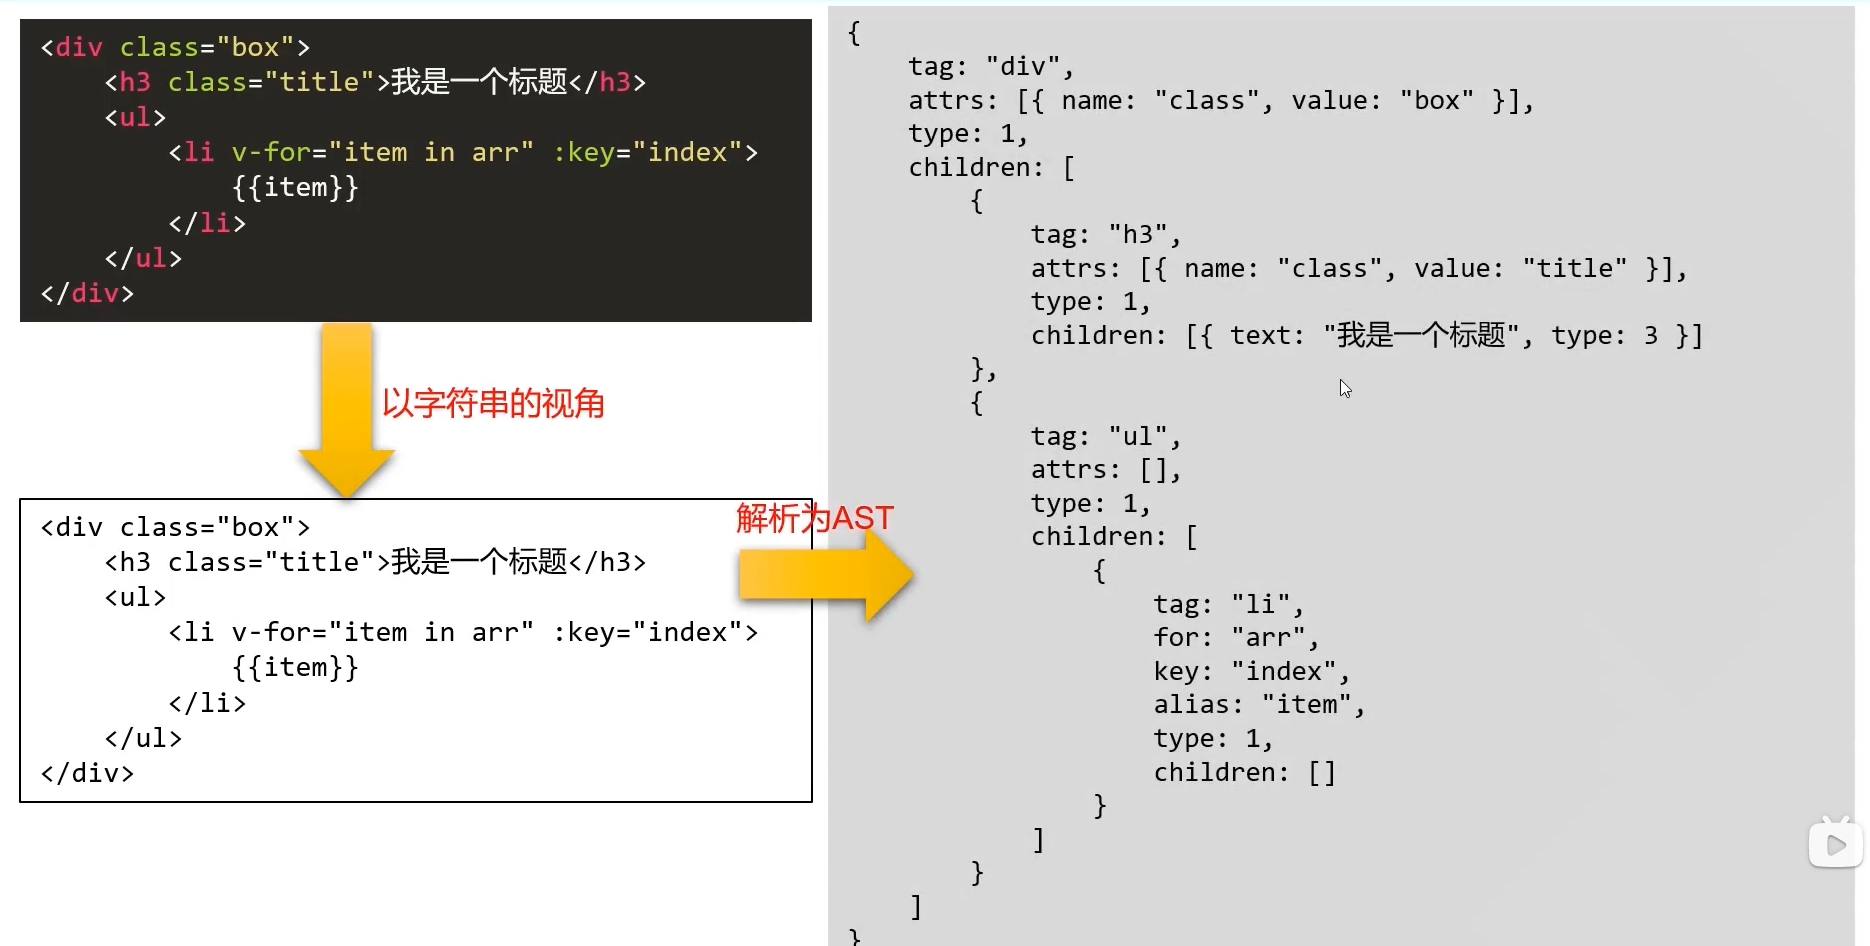 <div class="box">
    <h3 class="title">我是一个标题</h3>
    <ul>
        <li v-for="item in arr" :key="index">
            {{item}}
        </li>
    </ul>
</div>
以字符串的视角
<div class="box">
    <h3 class="title">我是一个标题</h3>
    <ul>
        <li v-for="item in arr" :key="index">
            {{item}}
        </li>
    </ul>
</div>
解析为AST
{
    tag: "div",
    attrs: [{ name: "class", value: "box" }],
    type: 1,
    children: [
        {
            tag: "h3",
            attrs: [{ name: "class", value: "title" }],
            type: 1,
            children: [{ text: "我是一个标题", type: 3 }]
        },
        {
            tag: "ul",
            attrs: [],
            type: 1,
            children: [
                {
                    tag: "li",
                    for: "arr",
                    key: "index",
                    alias: "item",
                    type: 1,
                    children: []
                }
            ]
        }
    ]
}